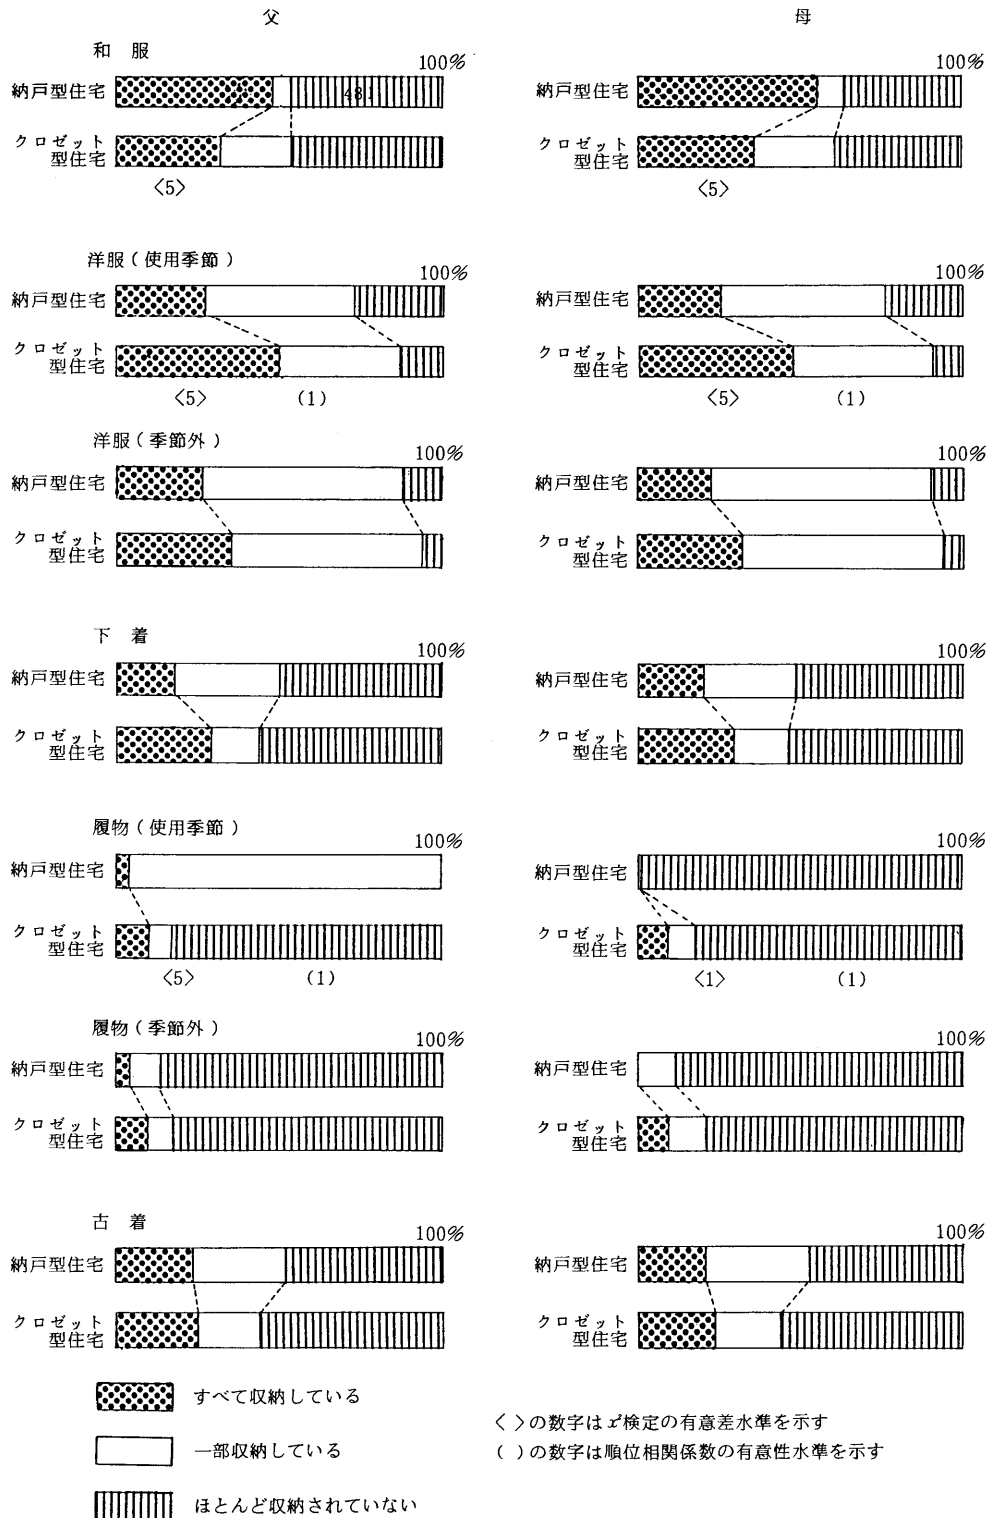 父 母
和 服
100% 100%
納戸型住宅 納戸型住宅
クロゼット
型住宅
クロゼット
型住宅
〈5〉 〈5〉
洋服（使用季節）
100% 100%
納戸型住宅 納戸型住宅
クロゼット
型住宅
クロゼット
型住宅
〈5〉 (1) 〈5〉 (1)
洋服（季節外）
100% 100%
納戸型住宅 納戸型住宅
クロゼット
型住宅
クロゼット
型住宅
下 着
100% 100%
納戸型住宅 納戸型住宅
クロゼット
型住宅
クロゼット
型住宅
履物（使用季節）
100% 100%
納戸型住宅 納戸型住宅
クロゼット
型住宅
クロゼット
型住宅
〈5〉 (1) 〈1〉 (1)
履物（季節外）
100% 100%
納戸型住宅 納戸型住宅
クロゼット
型住宅
クロゼット
型住宅
古 着
100% 100%
納戸型住宅 納戸型住宅
クロゼット
型住宅
クロゼット
型住宅
すべて収納している
一部収納している
ほとんど収納されていない
〈 〉の数字はx²検定の有意差水準を示す
( )の数字は順位相関係数の有意性水準を示す